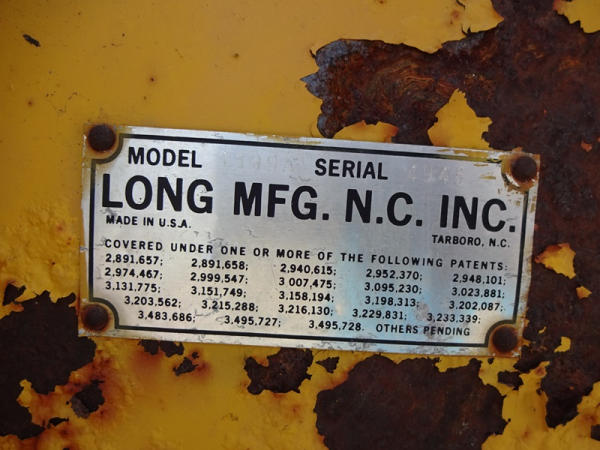 MODEL SERIAL
LONG MFG. N.C. INC.
MADE IN U.S.A. TARBORO, N.C.
COVERED UNDER ONE OR MORE OF THE FOLLOWING PATENTS:
2,891,657; 2,891,658; 2,940,615; 2,952,370; 2,948,101;
2,974,467; 2,999,547; 3 007,475; 3,095,230; 3,023,881;
3,131,775; 3,151,749; 3,158,194; 3,198,313; 3,202,087;
3,203,562; 3,215,288; 3,216,130; 3,229,831; 3,233,339;
3,483,686; 3,495,727; 3,495,728. OTHERS PENDING